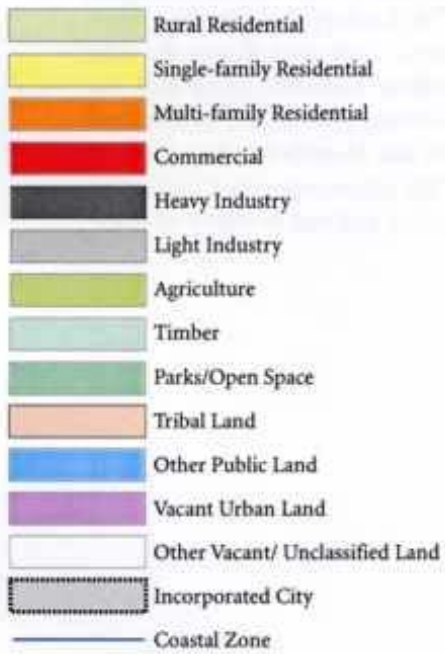 Rural Residential
Single-family Residential
Multi-family Residential
Commercial
Heavy Industry
Light Industry
Agriculture
Timber
Parks/Open Space
Tribal Land
Other Public Land
Vacant Urban Land
Other Vacant/ Unclassified Land
Incorporated City
Coastal Zone